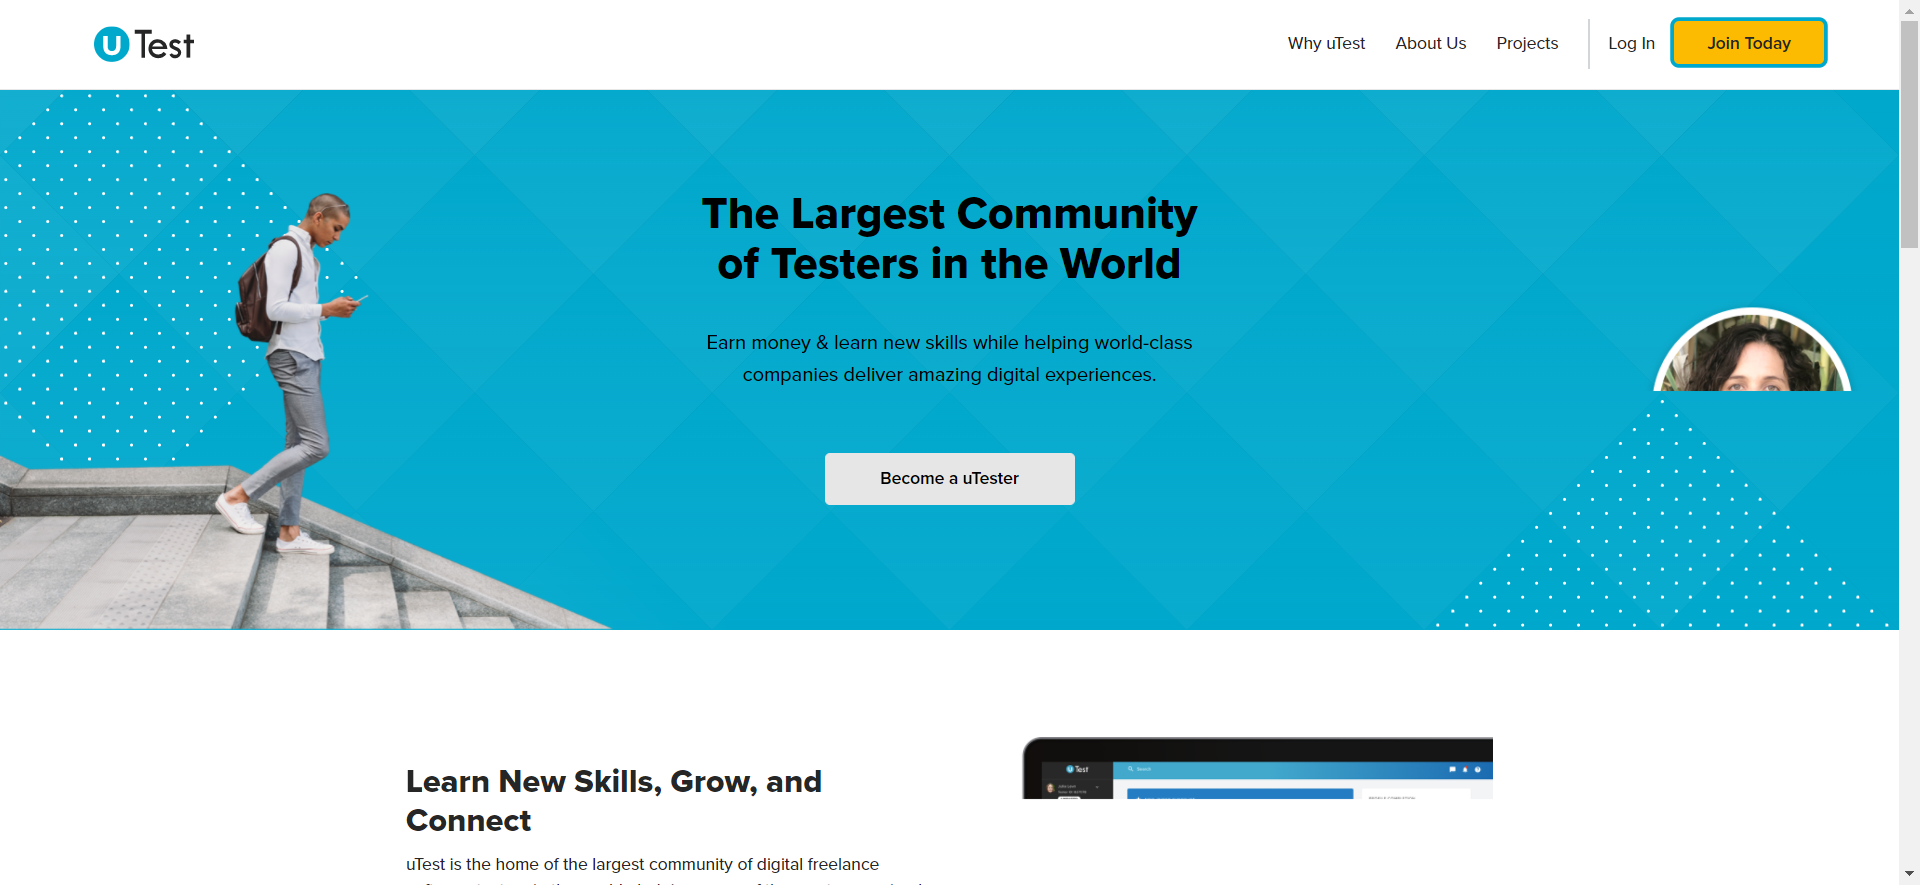 uTest
Why uTest
About Us
Projects
Log In
Join Today
The Largest Community
of Testers in the World
Earn money & learn new skills while helping world-class
companies deliver amazing digital experiences.
Become a uTester
Learn New Skills, Grow, and
Connect
uTest is the home of the largest community of digital freelance
uTest
Search